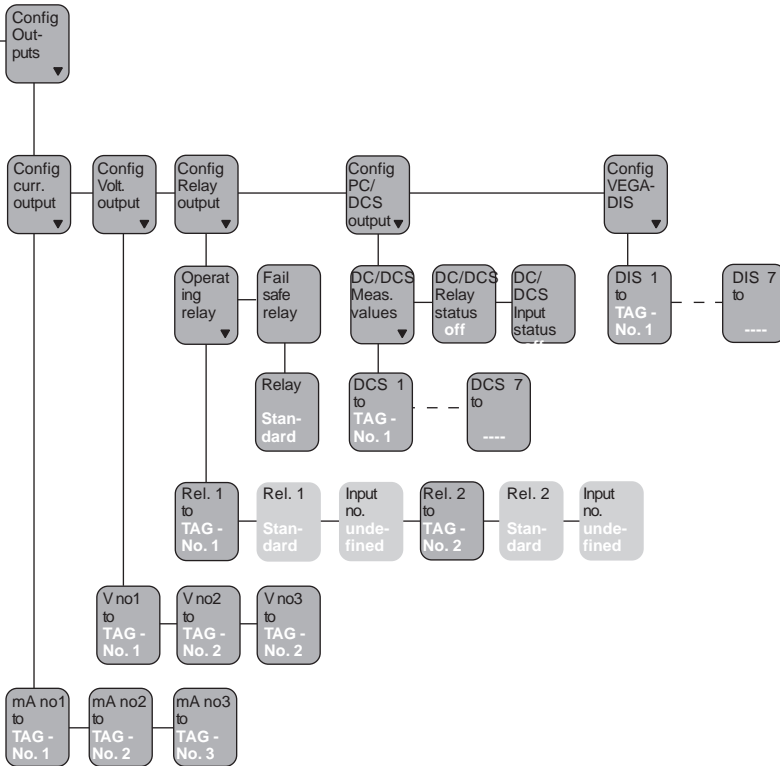 Config
Out-
puts
Config
curr.
output
Config
Volt.
output
Config
Relay
output
Config
PC/
DCS
output
Config
VEGA-
DIS
Operat
ing
relay
Fail
safe
relay
DC/DCS
Meas.
values
DC/DCS
Relay
status
off
DC/
DCS
Input
status
DIS 1
to
TAG -
No. 1
DIS 7
to
----
Relay
Stan-
dard
DCS 1
to
TAG -
No. 1
DCS 7
to
----
Rel. 1
to
TAG -
No. 1
Rel. 1
Stan-
dard
Input
no.
unde-
fined
Rel. 2
to
TAG -
No. 2
Rel. 2
Stan-
dard
Input
no.
unde-
fined
V no1
to
TAG -
No. 1
V no2
to
TAG -
No. 2
V no3
to
TAG -
No. 2
mA no1
to
TAG -
No. 1
mA no2
to
TAG -
No. 2
mA no3
to
TAG -
No. 3